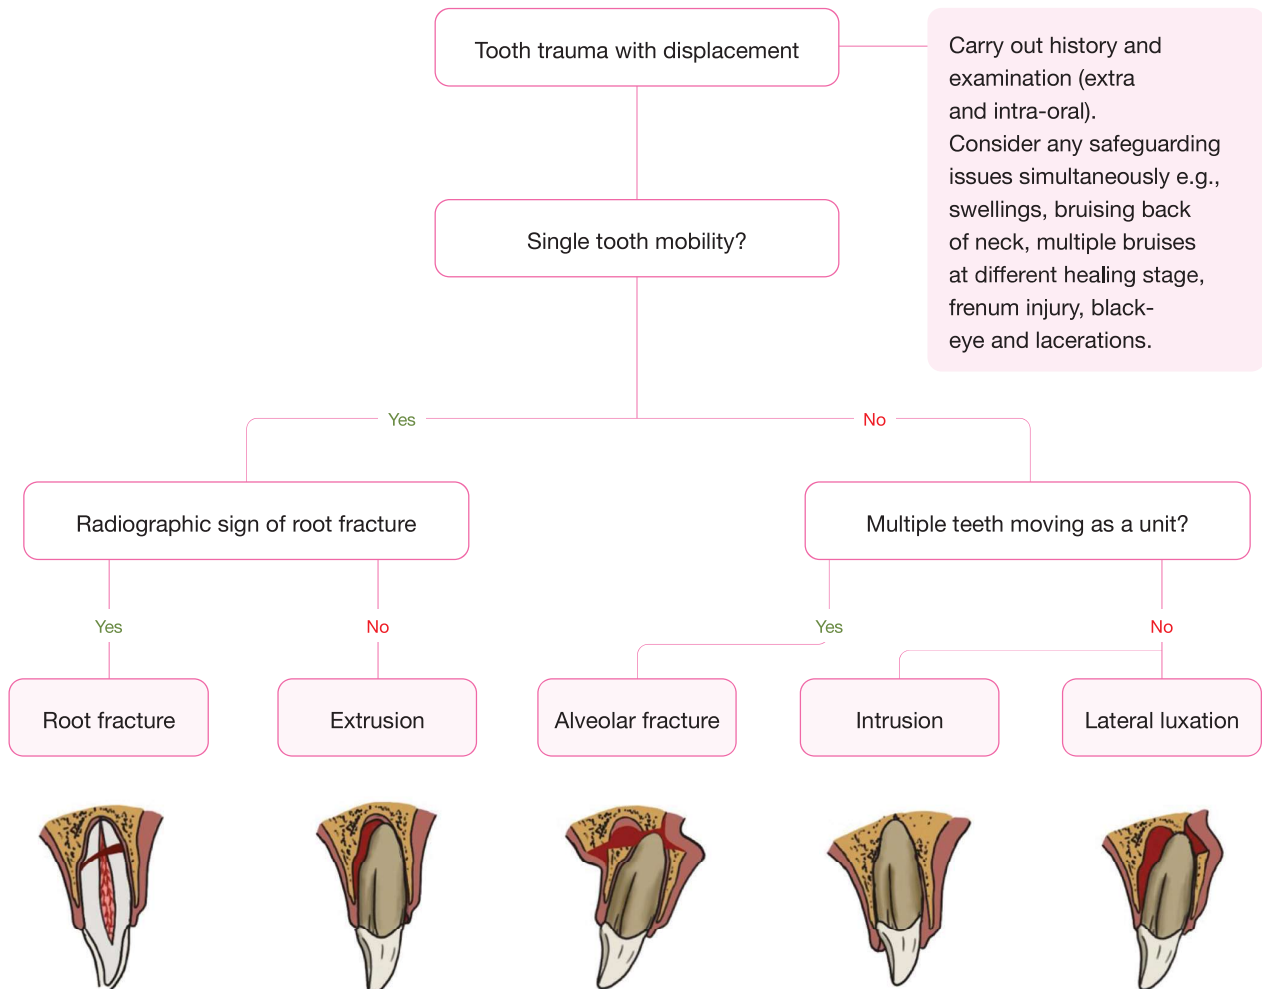 Tooth trauma with displacement
Carry out history and
examination (extra
and intra-oral).
Consider any safeguarding
issues simultaneously e.g.,
swellings, bruising back
of neck, multiple bruises
at different healing stage,
frenum injury, black-
eye and lacerations.
Single tooth mobility?
Yes
No
Radiographic sign of root fracture
Multiple teeth moving as a unit?
Yes
No
Yes
No
Root fracture
Extrusion
Alveolar fracture
Intrusion
Lateral luxation